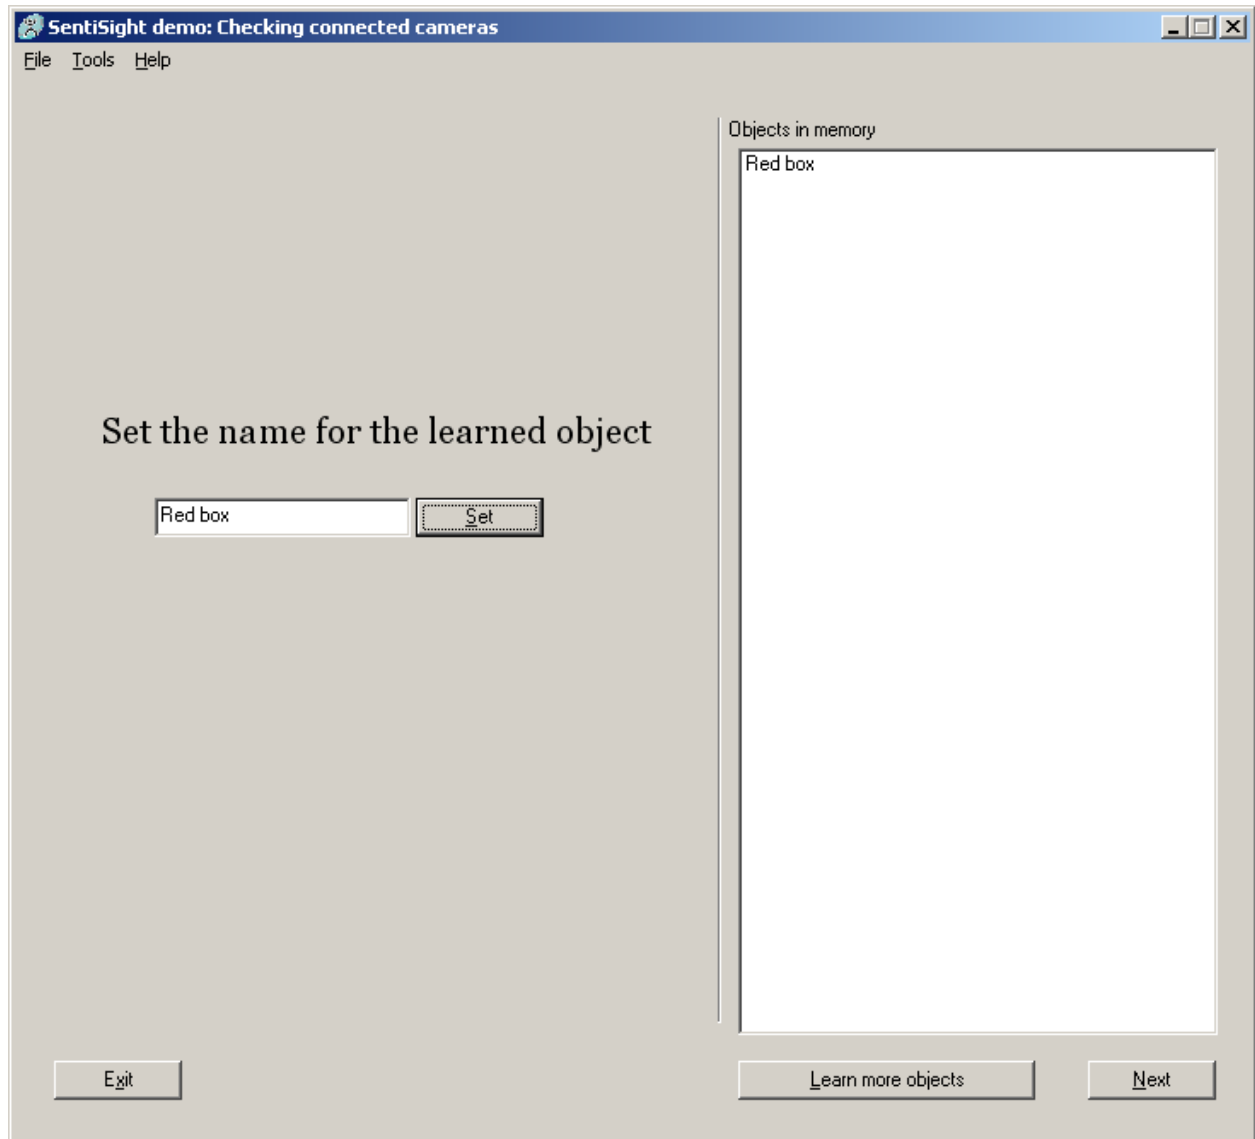 SentiSight demo: Checking connected cameras
File Tools Help
Objects in memory
Red box
Set the name for the learned object
Red box Set
Exit Learn more objects Next